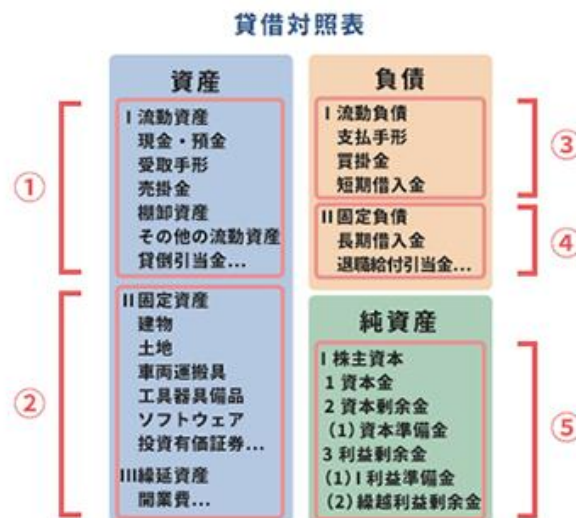 貸借対照表
資産
①
I 流動資産
現金・預金
受取手形
売掛金
棚卸資産
その他の流動資産
貸倒引当金...
②
II固定資産
建物
土地
車両運搬具
工具器具備品
ソフトウェア
投資有価証券...
III繰延資産
開業費...
負債
③
I 流動負債
支払手形
買掛金
短期借入金
④
II固定負債
長期借入金
退職給付引当金...
純資産
⑤
I 株主資本
1 資本金
2 資本剰余金
(1)資本準備金
3 利益剰余金
(1)I利益準備金
(2)繰越利益剰余金